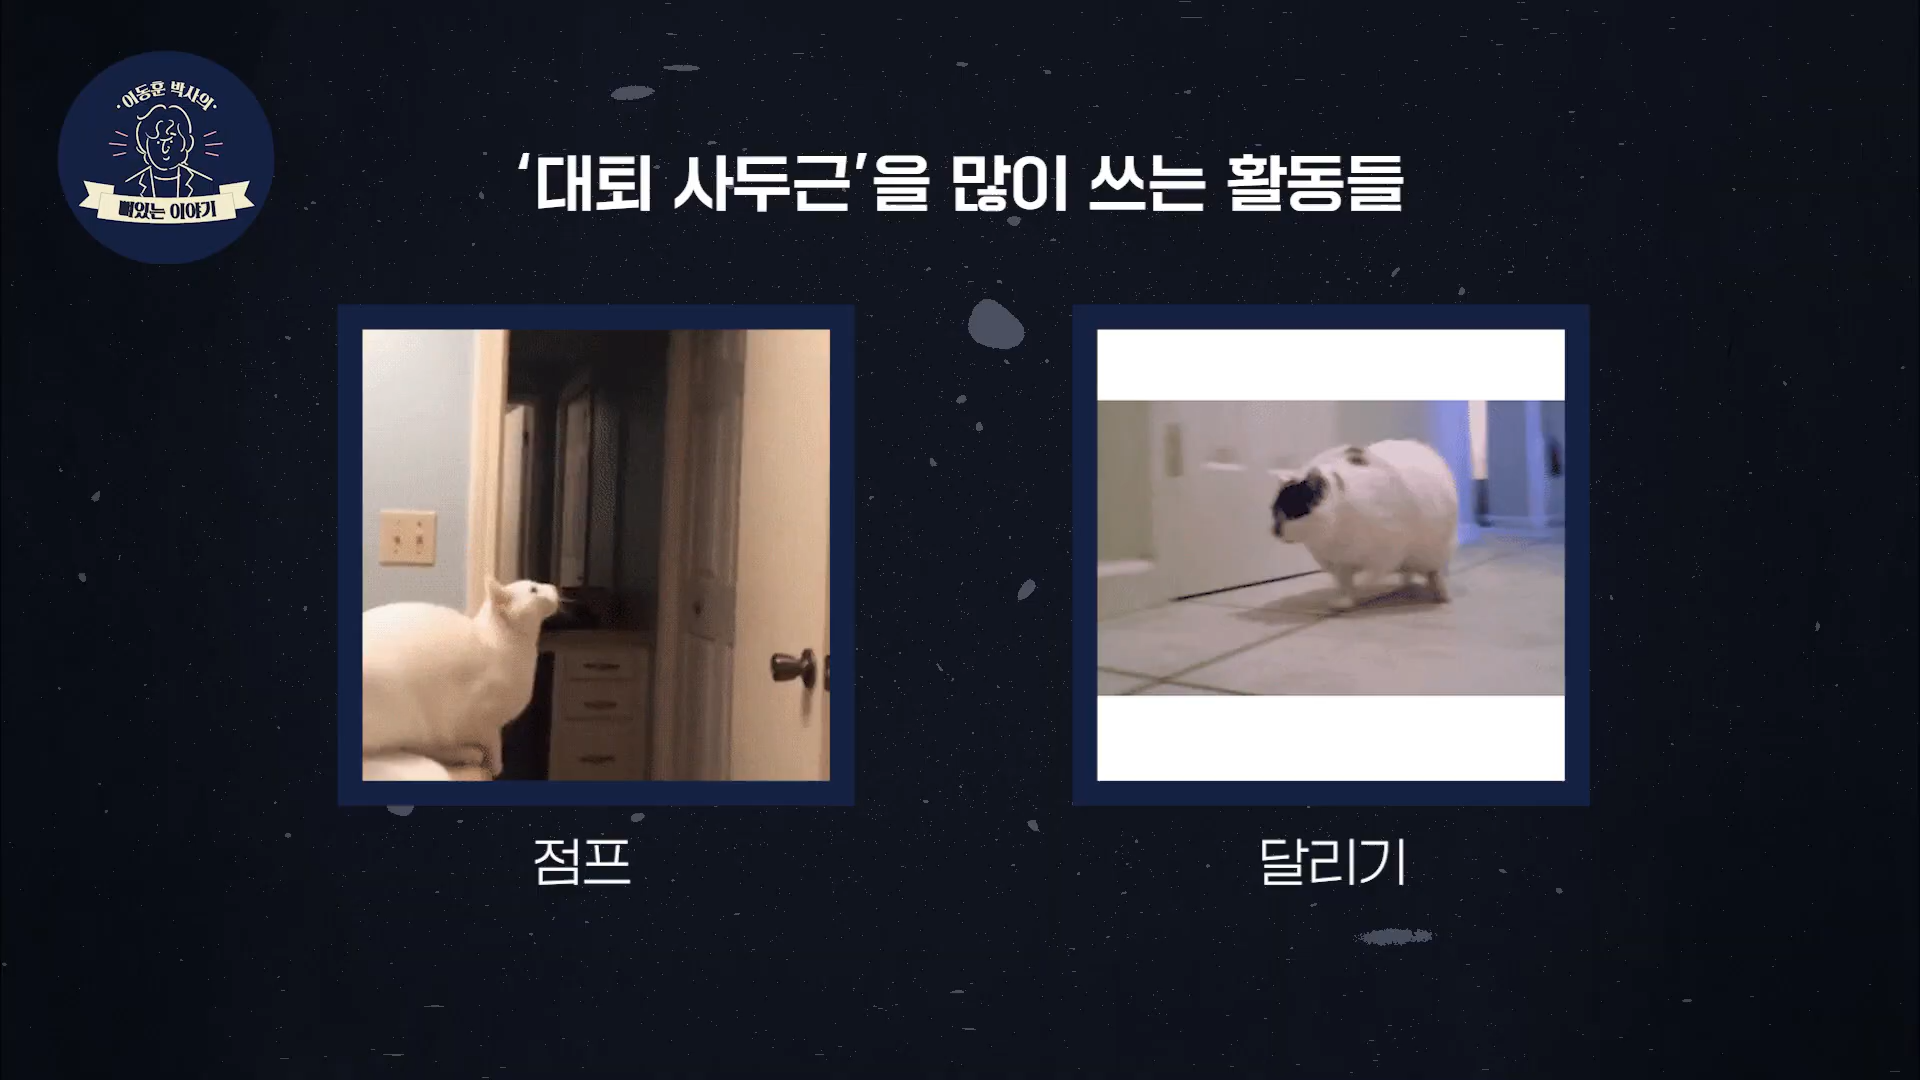 ·이동훈 박사의·
뼈있는 이야기
‘대퇴 사두근’을 많이 쓰는 활동들
점프
달리기